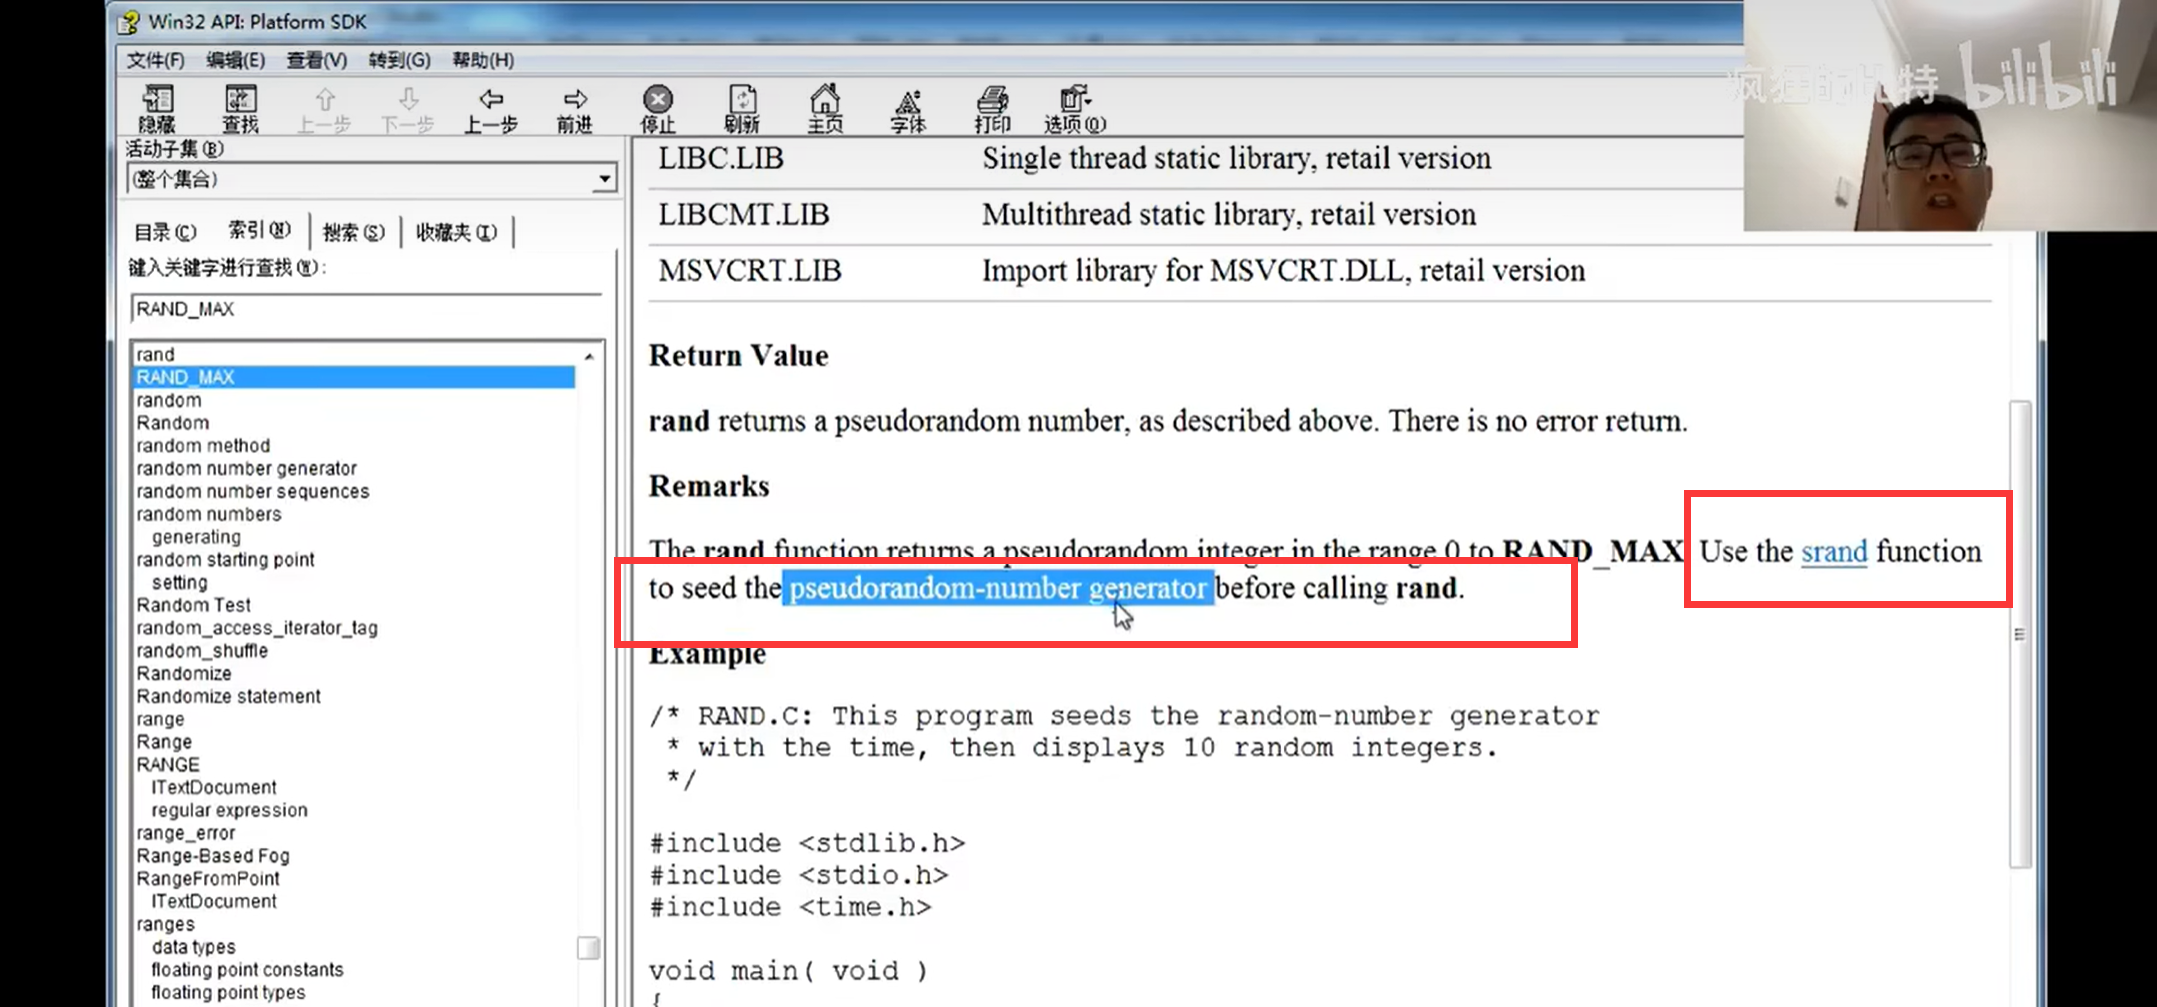 Win32 API: Platform SDK
文件(F) 编辑(E) 查看(V) 转到(G) 帮助(H)
隐藏 查找 上一步 下一步 上一步 前进 停止 刷新 主页 字体 打印 选项(O)
疯狂的比特 bilibili
活动子集(B)
(整个集合)
目录(C) 索引(N) 搜索(S) 收藏夹(I)
键入关键字进行查找(W):
RAND_MAX
rand
RAND_MAX
random
Random
random method
random number generator
random number sequences
random numbers
generating
random starting point
setting
Random Test
random_access_iterator_tag
random_shuffle
Randomize
Randomize statement
range
Range
RANGE
ITextDocument
regular expression
range_error
Range-Based Fog
RangeFromPoint
ITextDocument
ranges
data types
floating point constants
floating point types
LIBC.LIB Single thread static library, retail version
LIBCMT.LIB Multithread static library, retail version
MSVCRT.LIB Import library for MSVCRT.DLL, retail version
Return Value
rand returns a pseudorandom number, as described above. There is no error return.
Remarks
The rand function returns a pseudorandom integer in the range 0 to RAND_MAX. Use the srand function
to seed the pseudorandom-number generator before calling rand.
Example
/* RAND.C: This program seeds the random-number generator
* with the time, then displays 10 random integers.
*/
#include <stdlib.h>
#include <stdio.h>
#include <time.h>
void main( void )
{